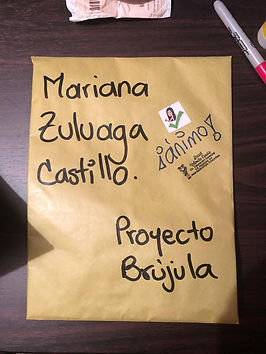 Mariana
Zuluaga
Castillo.
¡ánimo!
Proyecto
Brújula